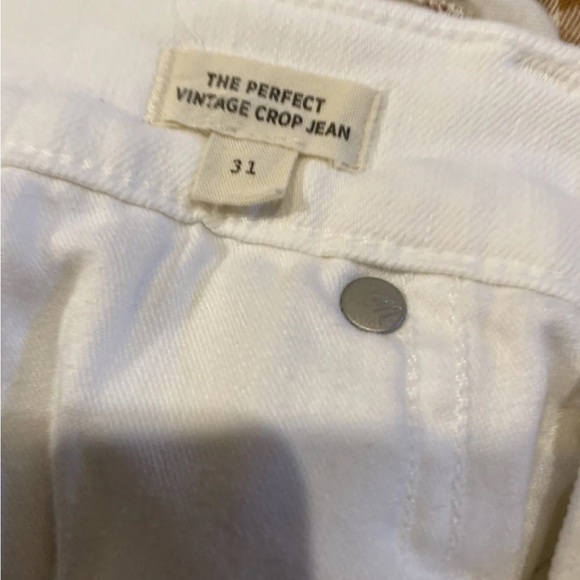 THE PERFECT
VINTAGE CROP JEAN
31